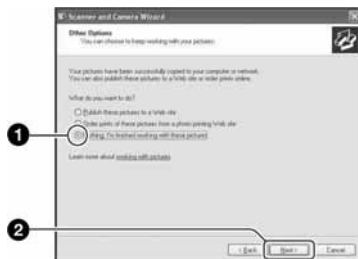 Scanner and Camera Wizard
Other Options
You can choose to keep working with your pictures.
Your pictures have been successfully copied to your computer or network.
You can also publish these pictures to a Web site or order prints online.
What do you want to do?
Publish these pictures to a Web site
Order prints of these pictures from a photo printing Web site
1
Nothing. I'm finished working with these pictures
Learn more about working with pictures.
2
< Back
Next >
Cancel